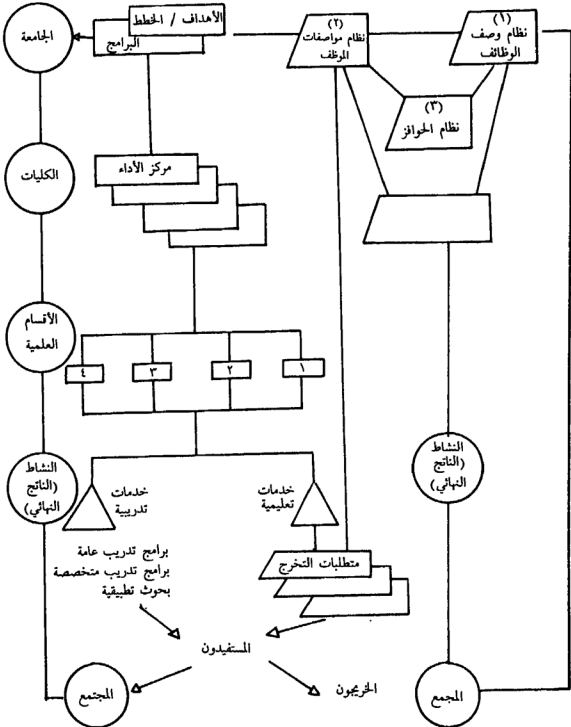 (١)
نظام وصف
الوظائف
(٢)
نظام مواصفات
الموظف
الأهداف / الخطط
البرامج
الجامعة
(٣)
نظام الحوافز
مركز الأداء
الكليات
الأقسام
العلمية
١
٢
٣
٤
النشاط
(الناتج
النهائي)
النشاط
(الناتج
النهائي)
خدمات
تعليمية
خدمات
تدريبية
متطلبات التخرج
برامج تدريب عامة
برامج تدريب متخصصة
بحوث تطبيقية
المستفيدون
المجمع
الخريجون
المجتمع